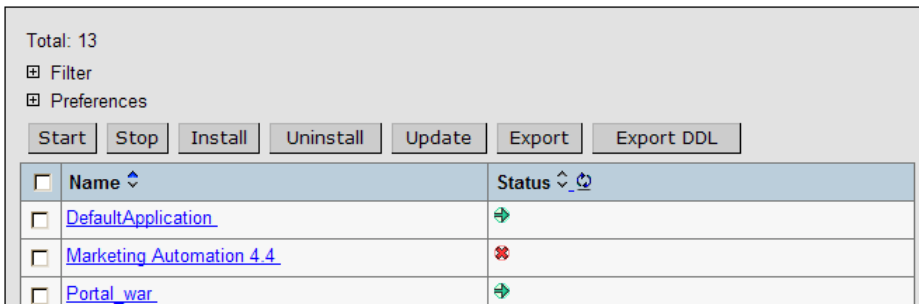 Total: 13
Filter
Preferences
Start Stop Install Uninstall Update Export Export DDL
Name Status
DefaultApplication
Marketing Automation 4.4
Portal_war